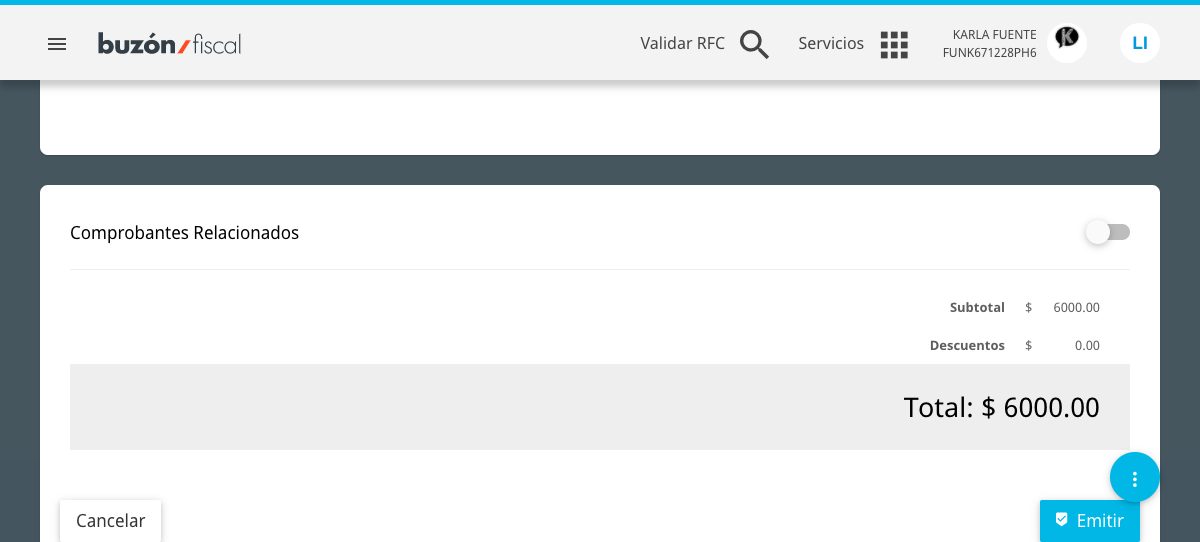 buzón/fiscal
Validar RFC
Servicios
KARLA FUENTE
FUNK671228PH6
K
LI
Comprobantes Relacionados
Subtotal $ 6000.00
Descuentos $ 0.00
Total: $ 6000.00
Cancelar
Emitir